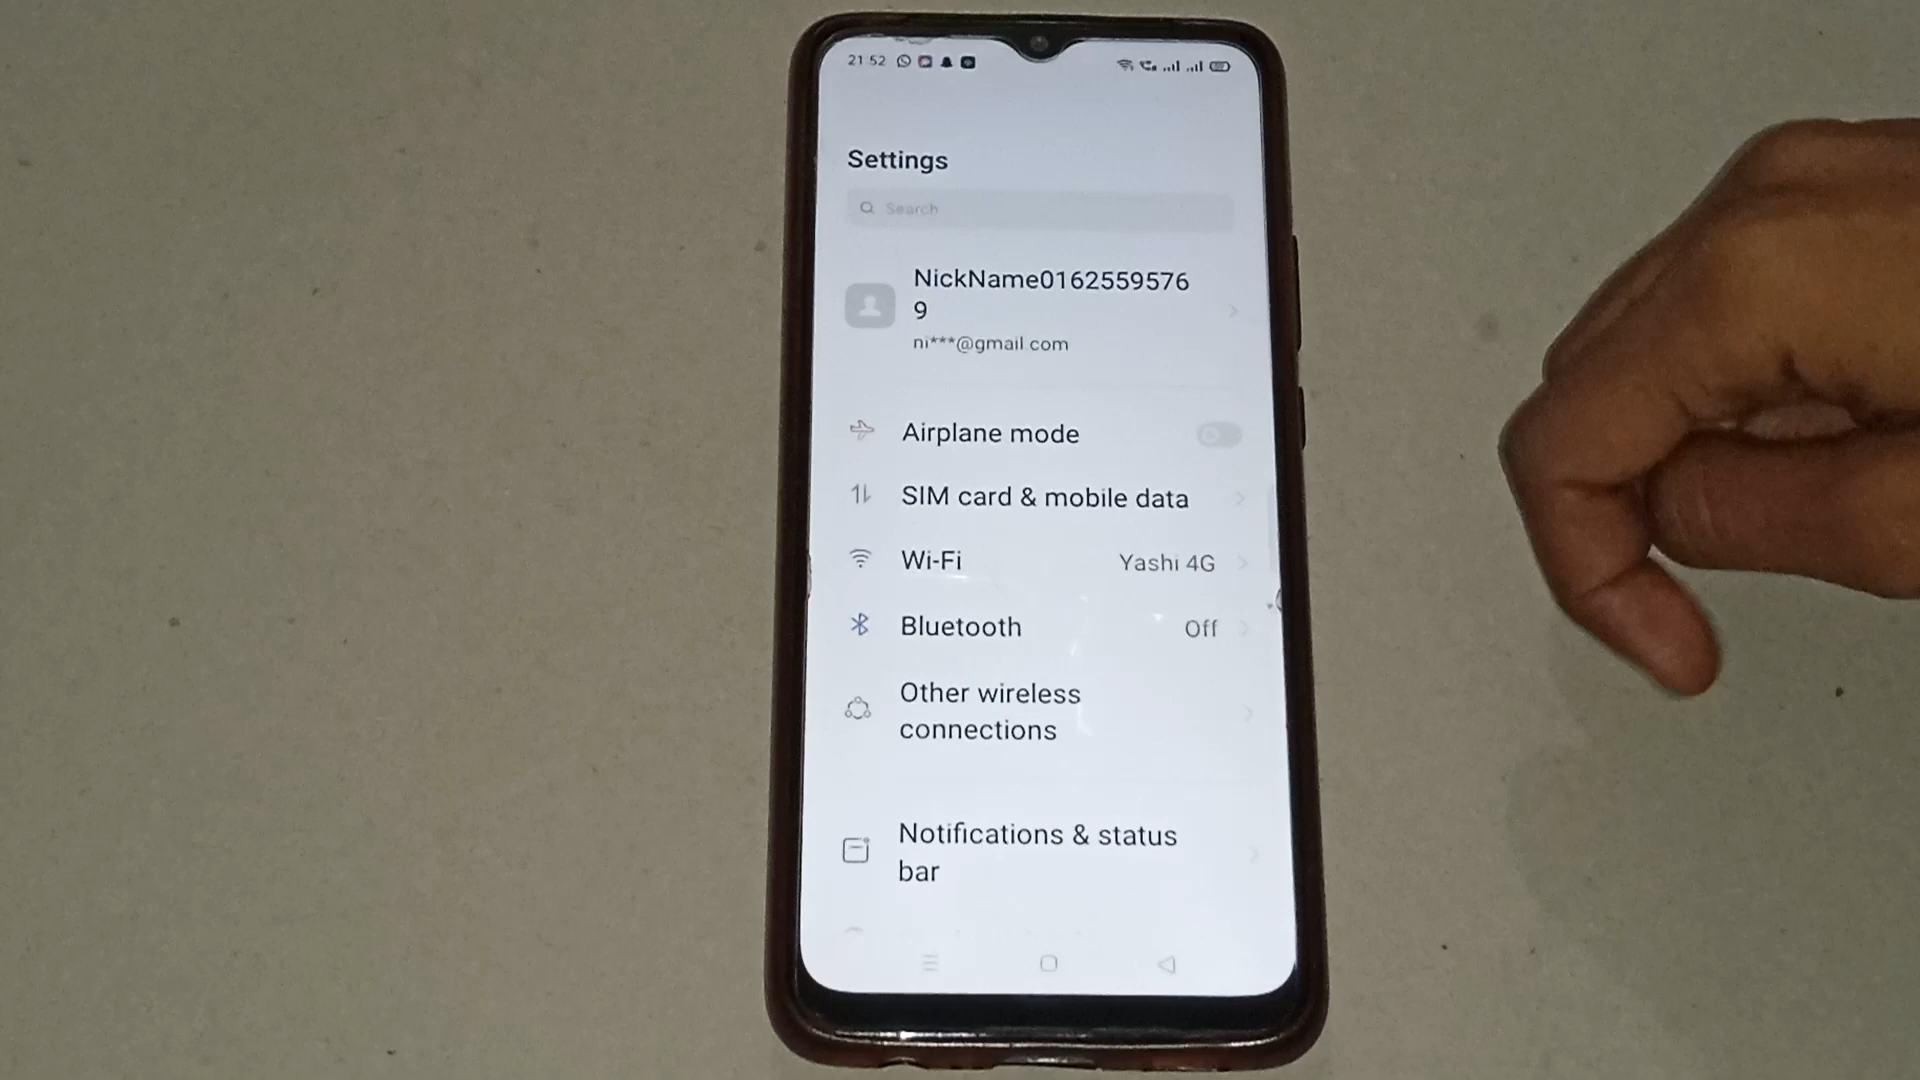 21 52
Settings
Search
NickName0162559576
9
ni***@gmail com
Airplane mode
SIM card & mobile data
Wi-Fi Yashi 4G
Bluetooth Off
Other wireless
connections
Notifications & status
bar